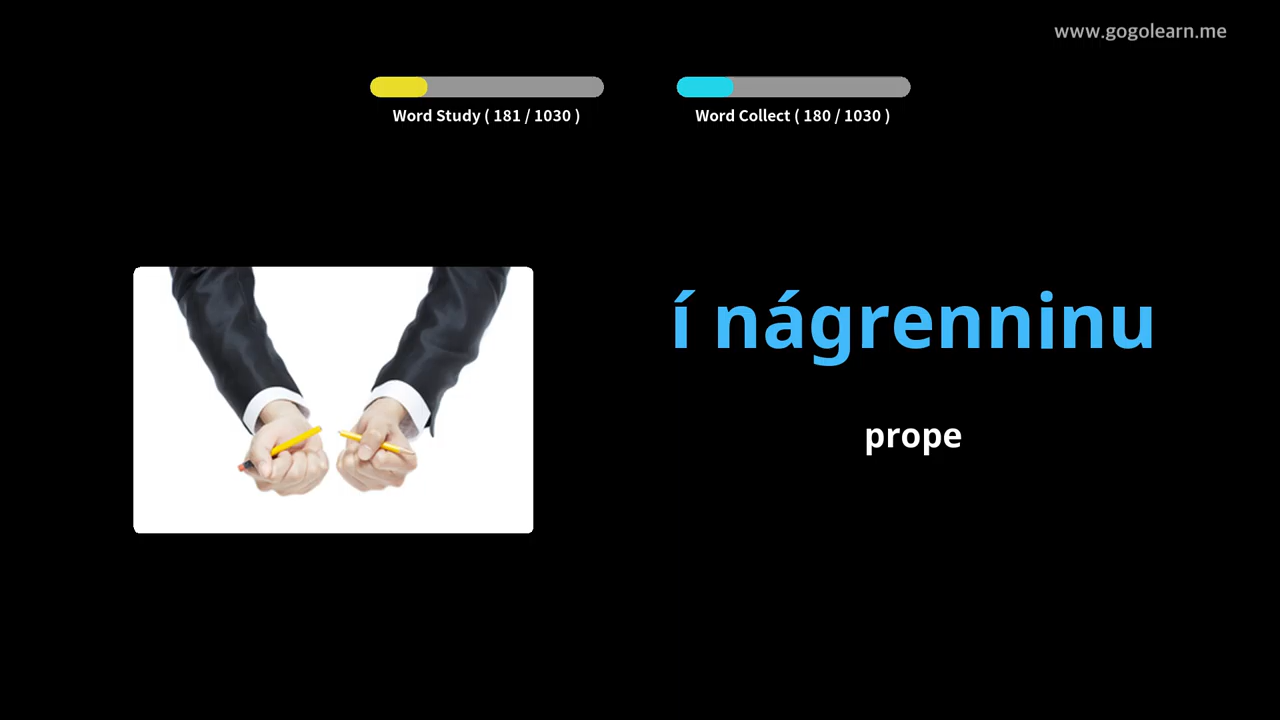 www.gogolearn.me
Word Study ( 181 / 1030 )
Word Collect ( 180 / 1030 )
í nágrenninu
prope